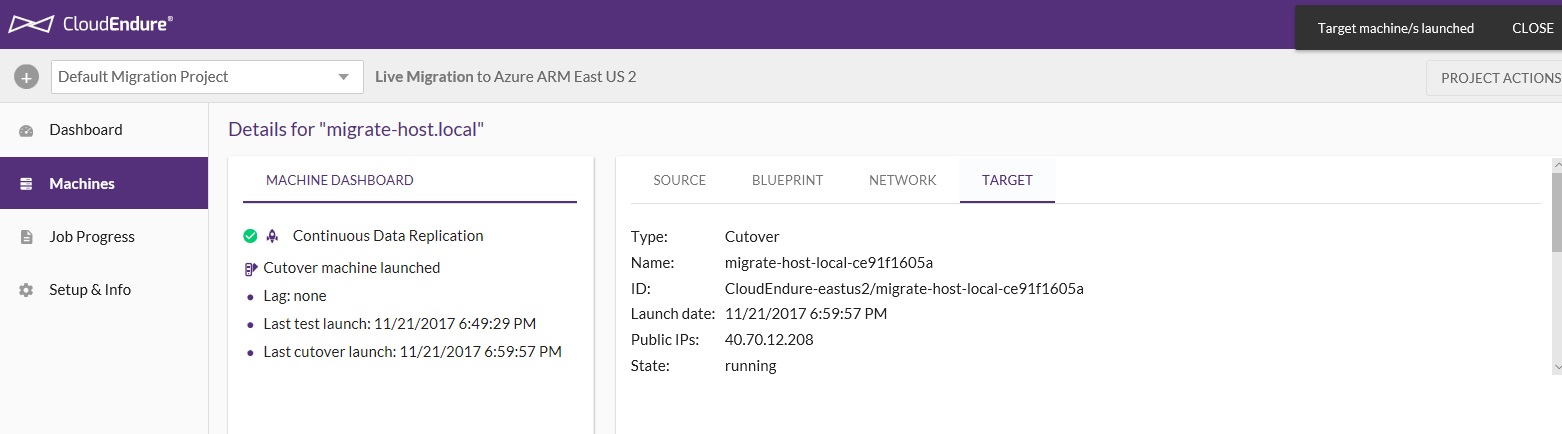 CloudEndure®
Target machine/s launched CLOSE
Default Migration Project Live Migration to Azure ARM East US 2 PROJECT ACTIONS
Dashboard
Machines
Job Progress
Setup & Info
Details for "migrate-host.local"
MACHINE DASHBOARD
Continuous Data Replication
Cutover machine launched
Lag: none
Last test launch: 11/21/2017 6:49:29 PM
Last cutover launch: 11/21/2017 6:59:57 PM
SOURCE BLUEPRINT NETWORK TARGET
Type: Cutover
Name: migrate-host-local-ce91f1605a
ID: CloudEndure-eastus2/migrate-host-local-ce91f1605a
Launch date: 11/21/2017 6:59:57 PM
Public IPs: 40.70.12.208
State: running